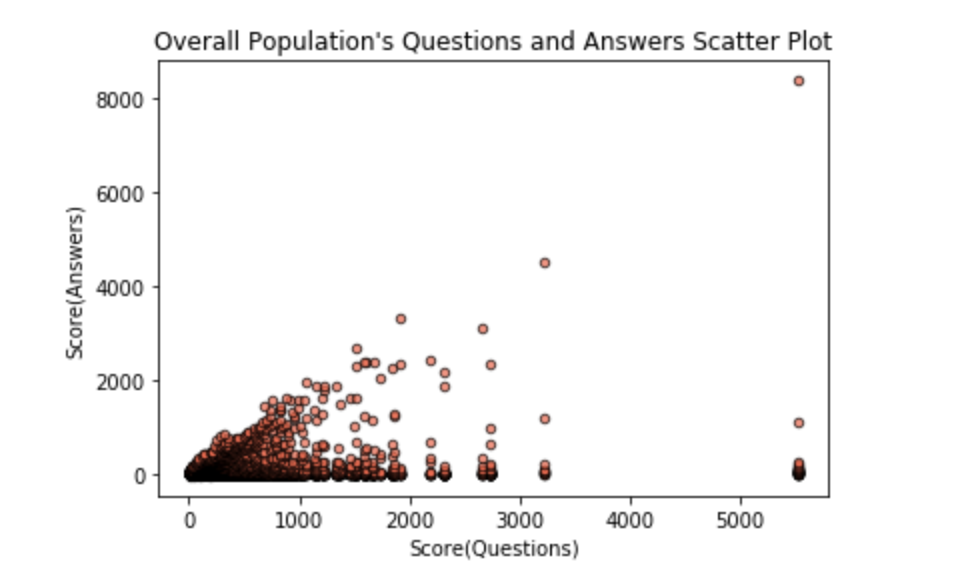 Overall Population's Questions and Answers Scatter Plot
8000
6000
4000
2000
0
Score(Answers)
0 1000 2000 3000 4000 5000
Score(Questions)